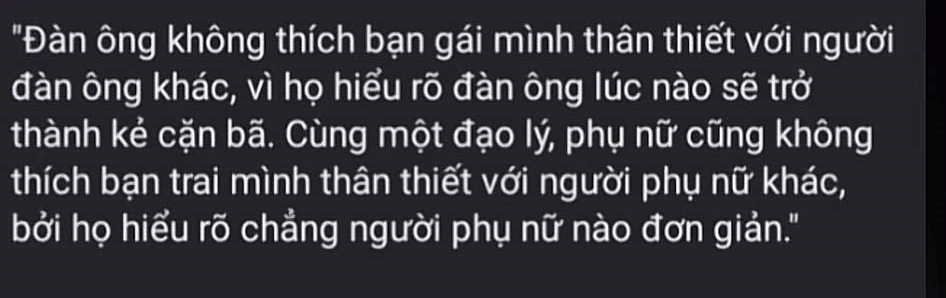 "Đàn ông không thích bạn gái mình thân thiết với người
đàn ông khác, vì họ hiểu rõ đàn ông lúc nào sẽ trở
thành kẻ cặn bã. Cùng một đạo lý, phụ nữ cũng không
thích bạn trai mình thân thiết với người phụ nữ khác,
bởi họ hiểu rõ chẳng người phụ nữ nào đơn giản."